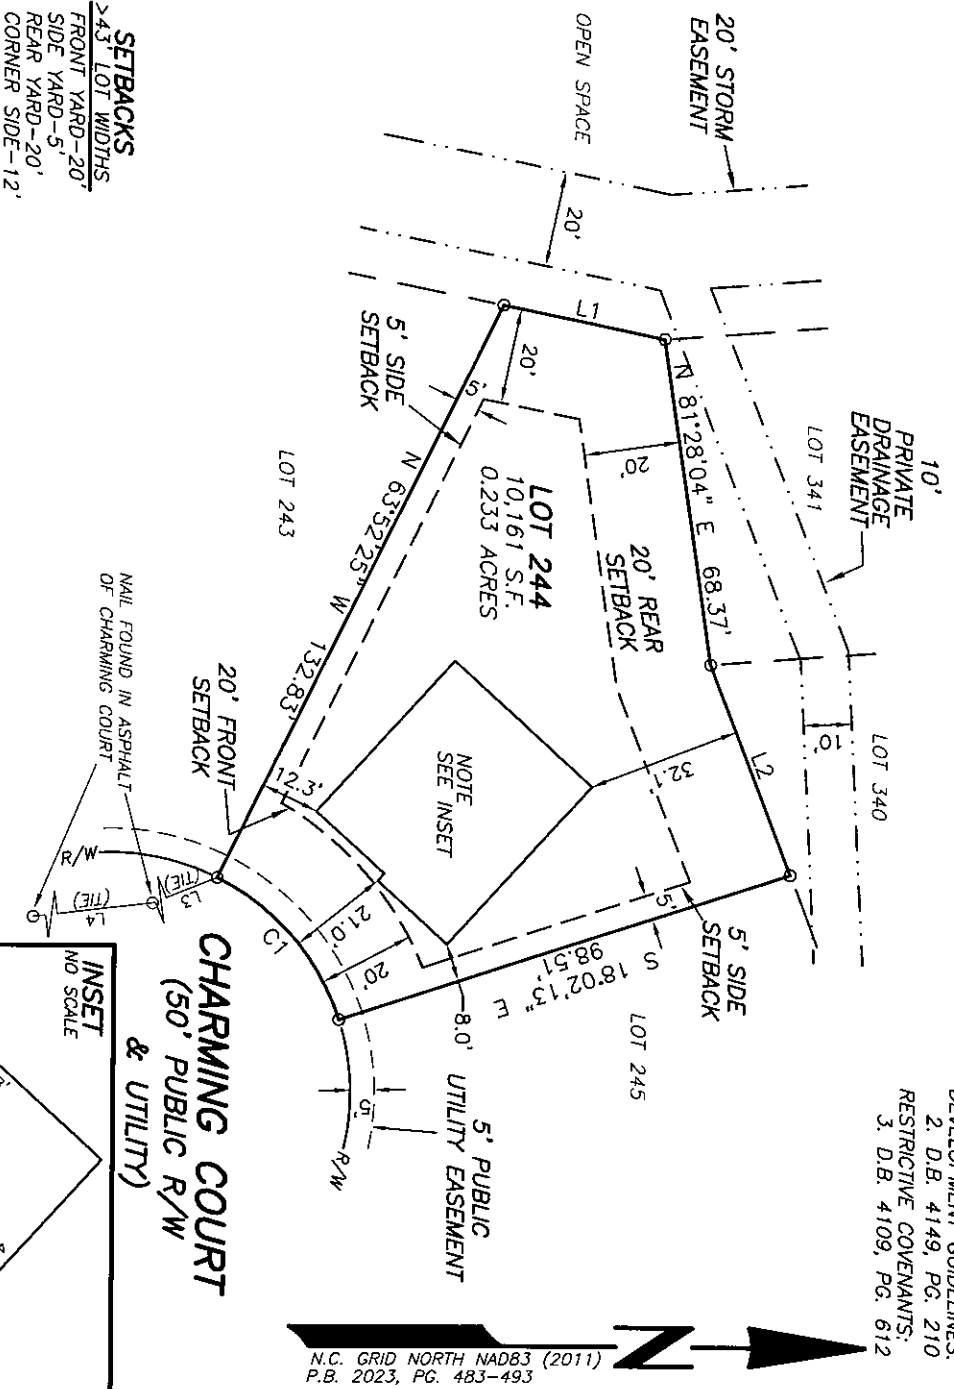 20' STORM
EASEMENT
OPEN SPACE
20'
SETBACKS
>43' LOT WIDTHS
FRONT YARD-20'
SIDE YARD-5'
REAR YARD-20'
CORNER SIDE-12'
10'
PRIVATE
DRAINAGE
EASEMENT
LOT 341
LOT 340
10'
L1
N 81°28'04" E 68.37'
L2
20'
20'
5'
5' SIDE
SETBACK
LOT 243
N 63°52'25" W 132.83'
LOT 244
10,161 S.F.
0.233 ACRES
20' REAR
SETBACK
32.1'
NOTE
SEE INSET
12.3'
20' FRONT
SETBACK
21.0'
20'
5'
5' SIDE
SETBACK
S 18°02'13" E
98.51'
LOT 245
8.0'
5' PUBLIC
UTILITY EASEMENT
5'
R/W
R/W
C1
L3
(TIE)
L4
(TIE)
NAIL FOUND IN ASPHALT
OF CHARMING COURT
CHARMING COURT
(50' PUBLIC R/W
& UTILITY)
INSET
NO SCALE
DEVELOPMENT GUIDELINES:
2. D.B. 4149, PG. 210
RESTRICTIVE COVENANTS:
3. D.B. 4109, PG. 612
N
N.C. GRID NORTH NAD83 (2011)
P.B. 2023, PG. 483-493